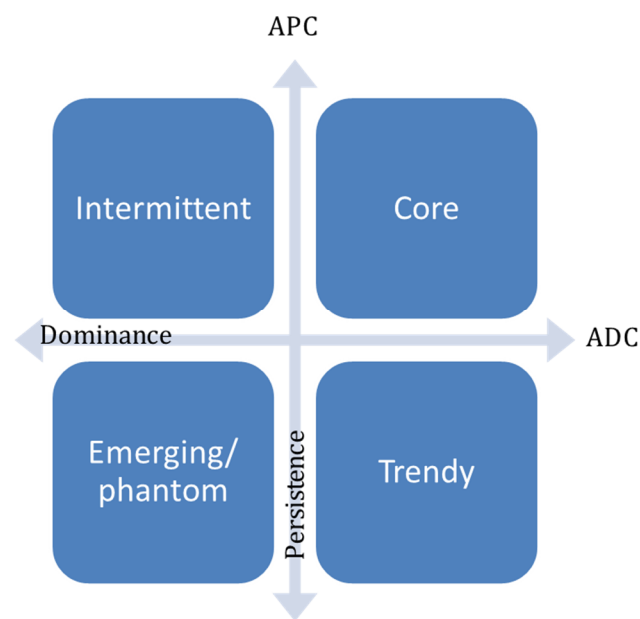 APC
Intermittent
Core
Dominance
ADC
Emerging/
phantom
Persistence
Trendy